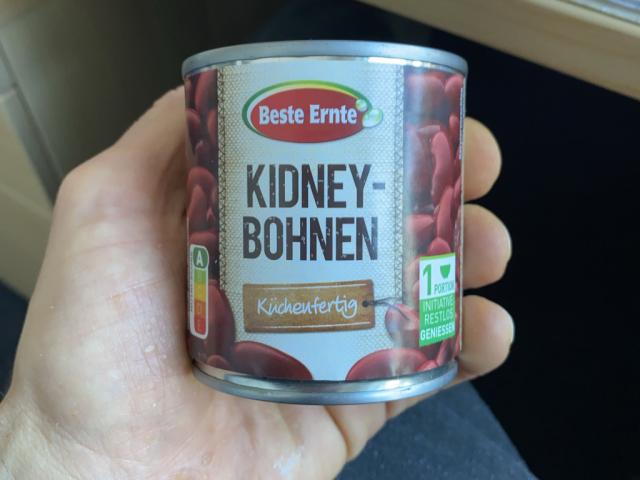 Beste Ernte
KIDNEY-
BOHNEN
Küchenfertig
A
1
PORTION
INITIATIVE
RESTLOS
GENIESSEN